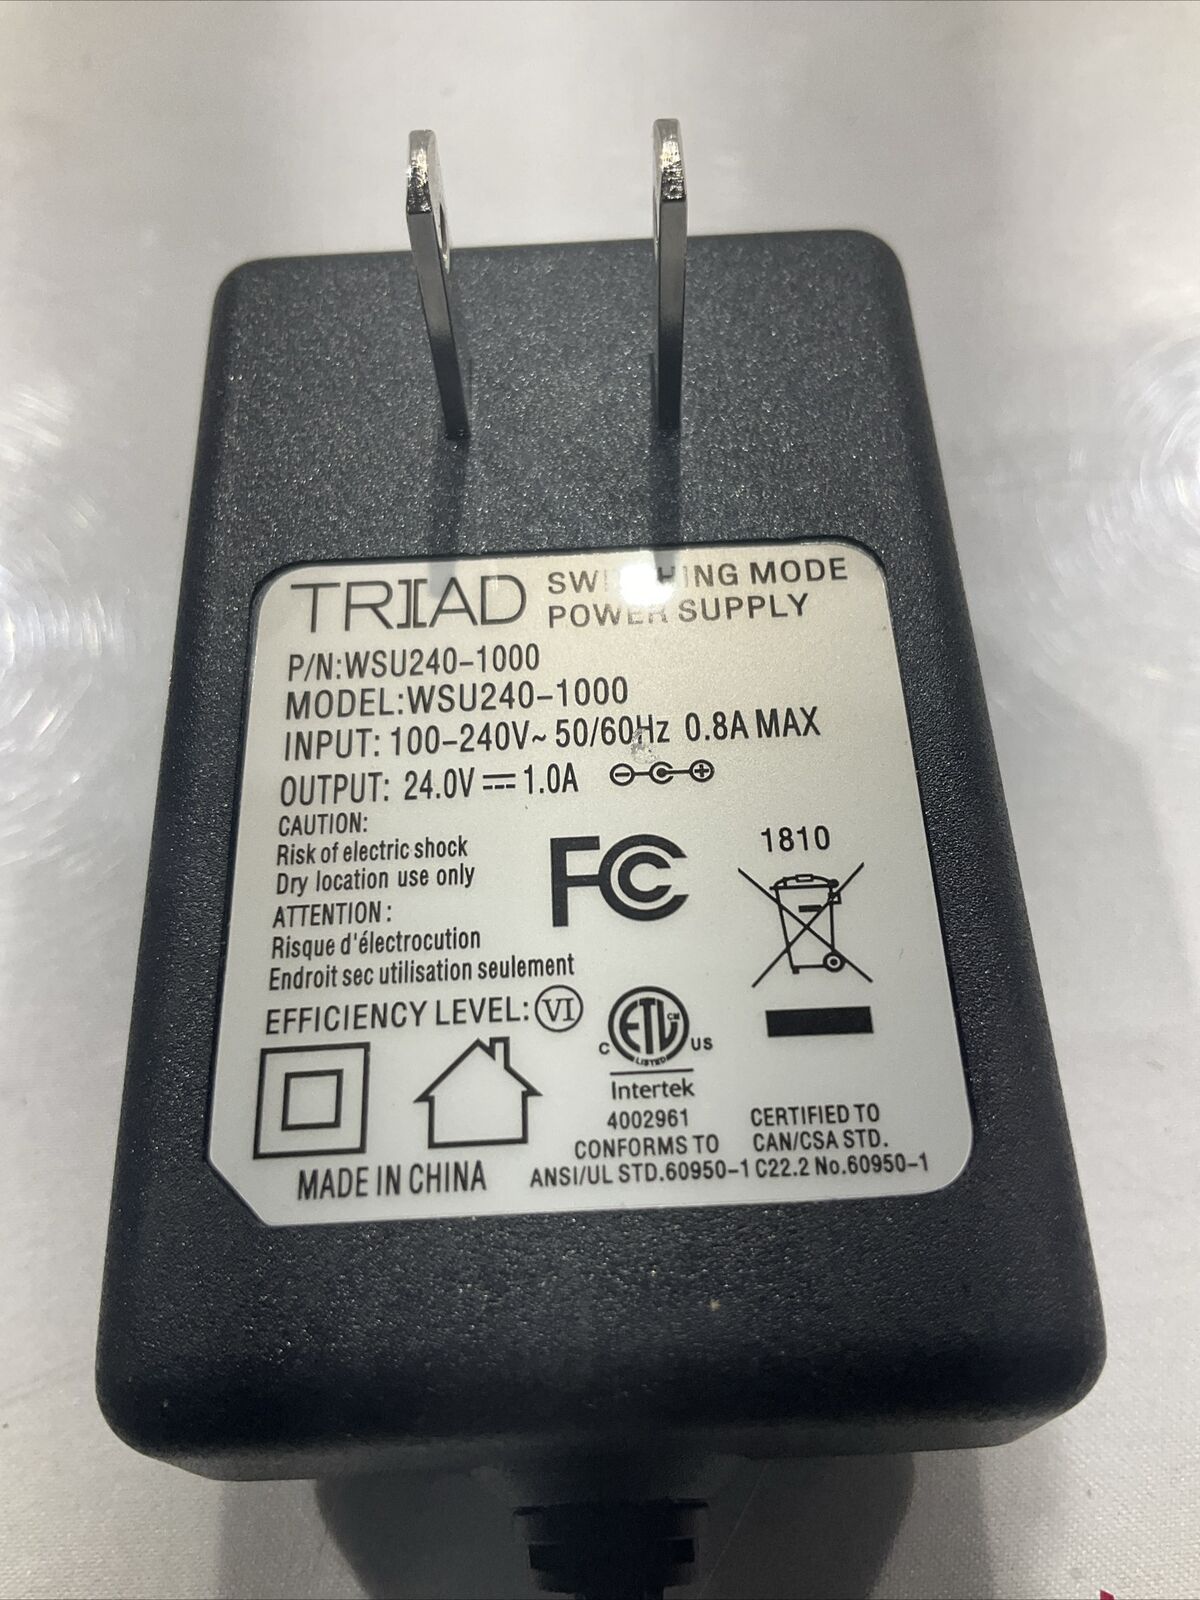 TRIAD SWITCHING MODE
POWER SUPPLY
P/N:WSU240-1000
MODEL:WSU240-1000
INPUT: 100-240V~ 50/60Hz 0.8A MAX
OUTPUT: 24.0V⎓1.0A
CAUTION:
Risk of electric shock
Dry location use only
ATTENTION:
Risque d'électrocution
Endroit sec utilisation seulement
FC
1810
EFFICIENCY LEVEL: VI
ETL CM
LISTED
C US
Intertek
4002961
CONFORMS TO
ANSI/UL STD.60950-1
CERTIFIED TO
CAN/CSA STD.
C22.2 No.60950-1
MADE IN CHINA